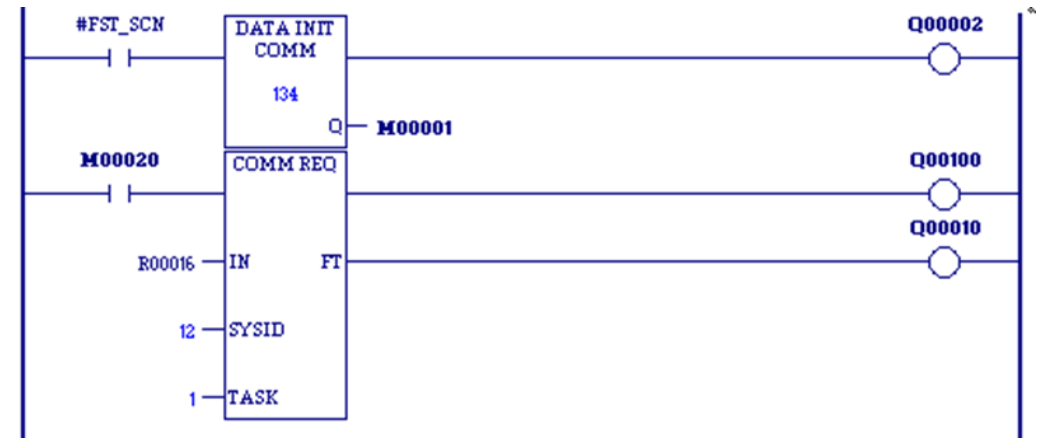 #FST_SCN DATA INIT Q00002
COMM
134
Q M00001
M00020 COMM REQ Q00100
Q00010
R00016 IN FT
12 SYSID
1 TASK